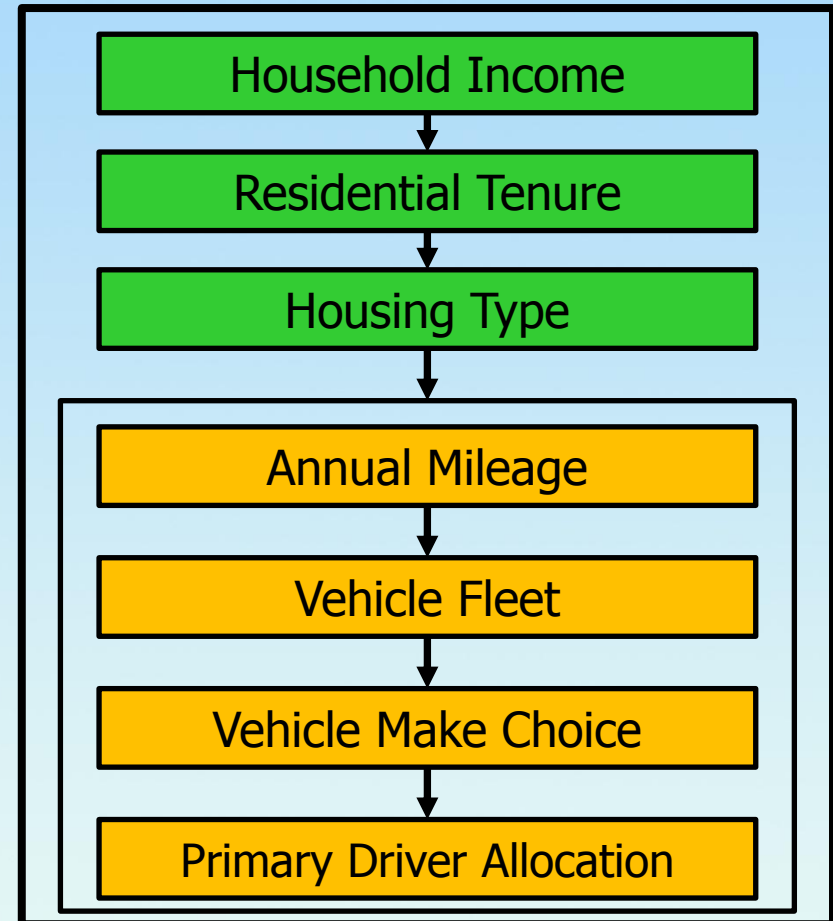 Household Income
Residential Tenure
Housing Type
Annual Mileage
Vehicle Fleet
Vehicle Make Choice
Primary Driver Allocation